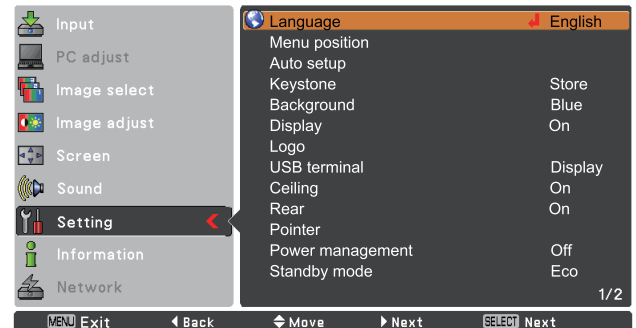 Input
PC adjust
Image select
Image adjust
Screen
Sound
Setting
Information
Network
Language English
Menu position
Auto setup
Keystone Store
Background Blue
Display On
Logo
USB terminal Display
Ceiling On
Rear On
Pointer
Power management Off
Standby mode Eco
1/2
MENU Exit Back Move Next SELECT Next